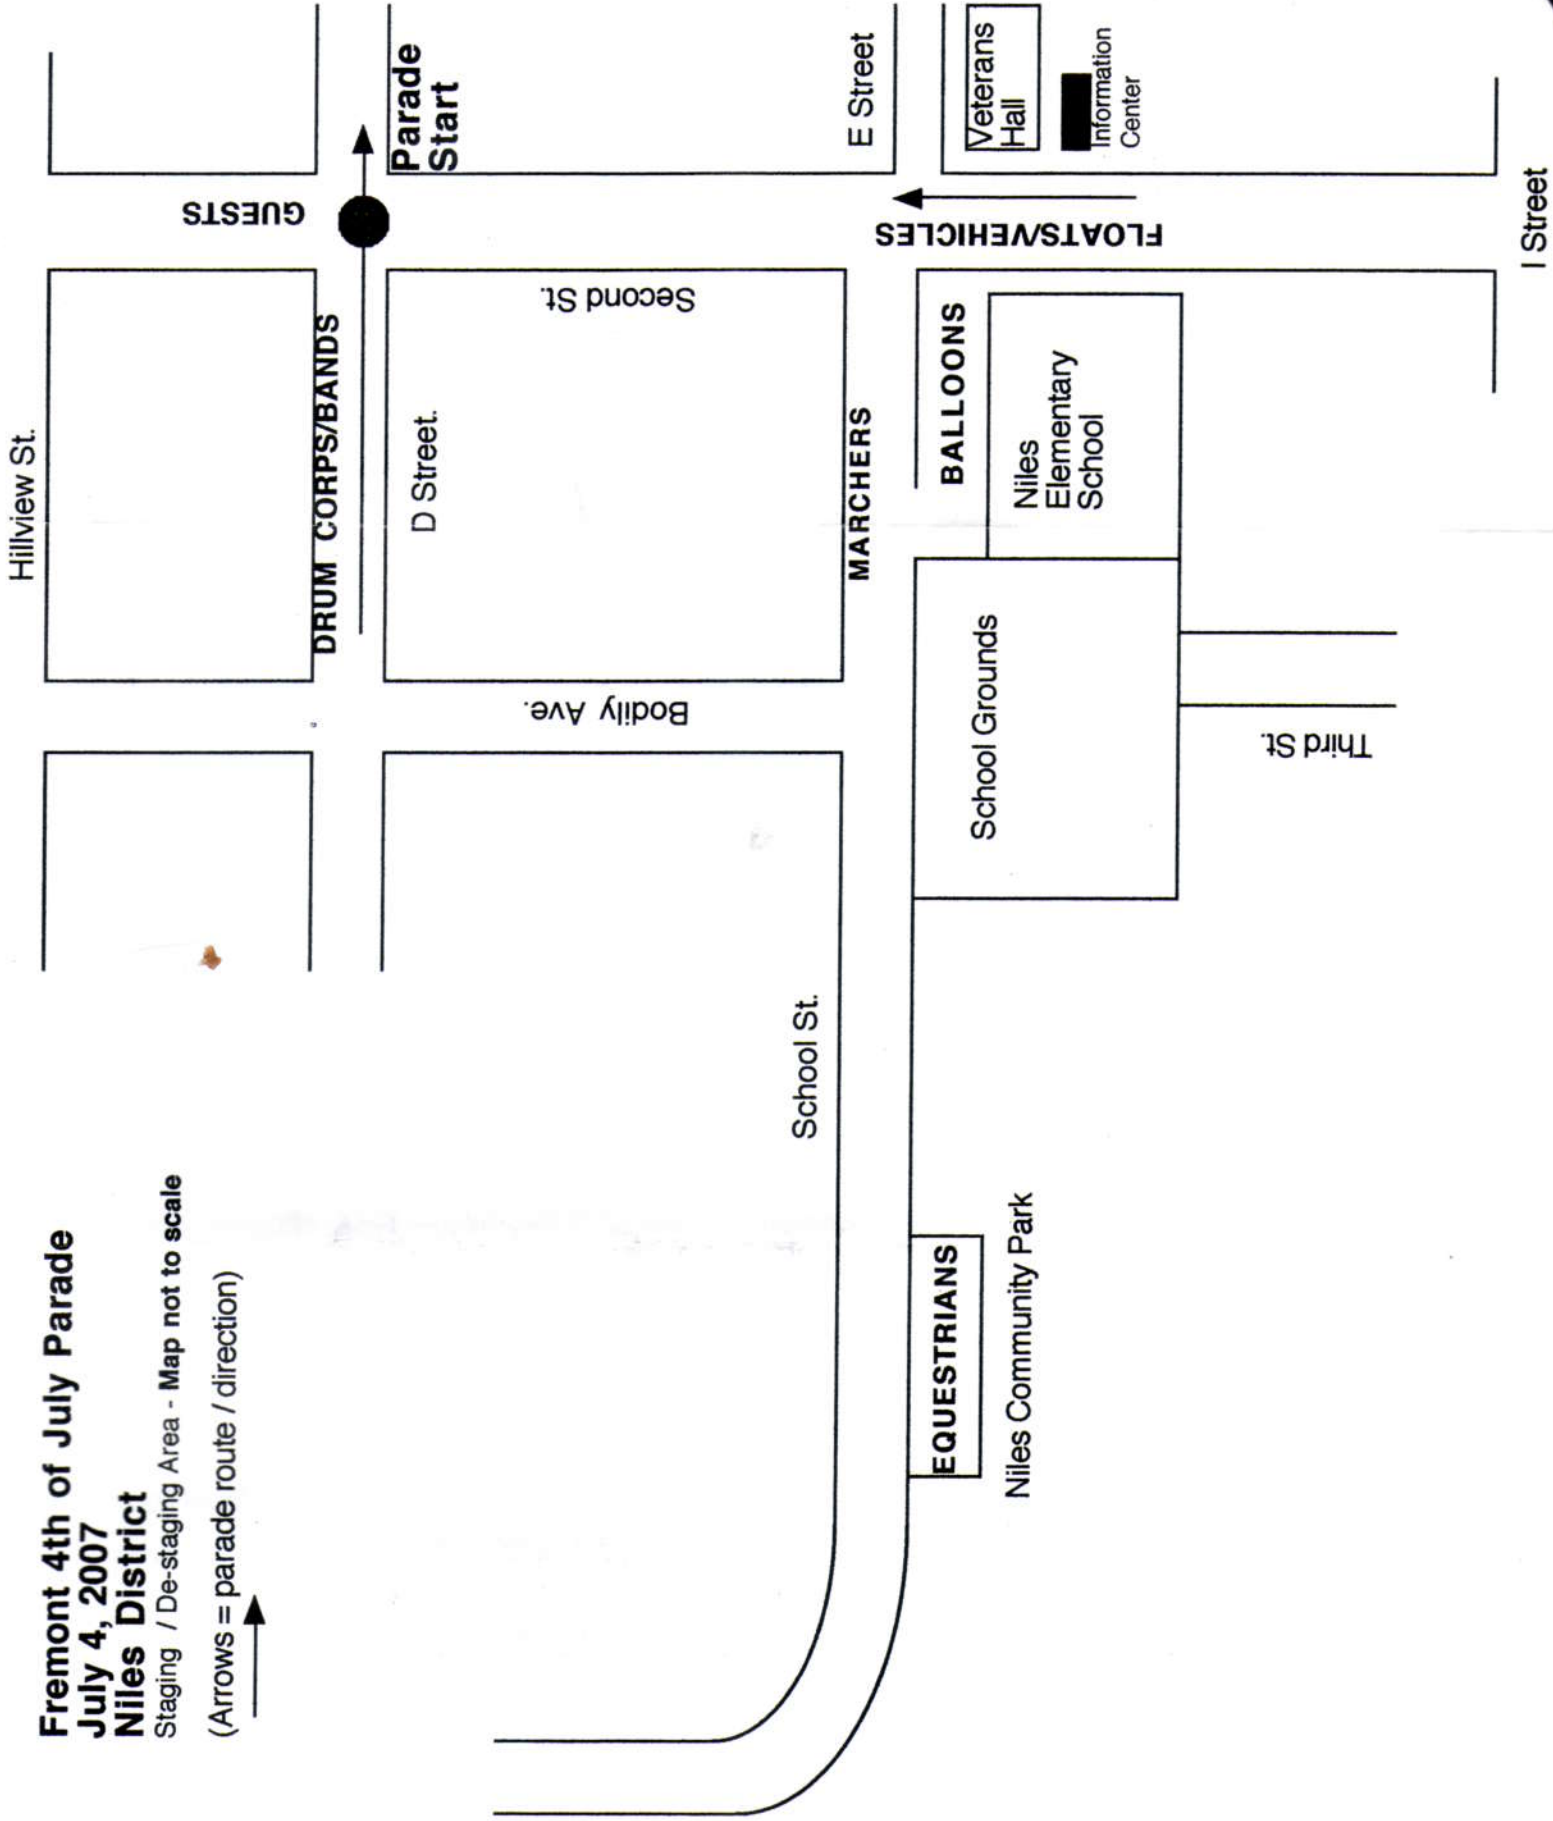 Fremont 4th of July Parade
July 4, 2007
Niles District
Staging / De-staging Area - Map not to scale
(Arrows = parade route / direction)
Hillview St.
DRUM CORPS/BANDS
GUESTS
Parade
Start
D Street.
Second St.
Bodily Ave.
School St.
MARCHERS
E Street
BALLOONS
FLOATS/VEHICLES
Veterans
Hall
Information
Center
Niles
Elementary
School
School Grounds
EQUESTRIANS
Niles Community Park
Third St.
I Street